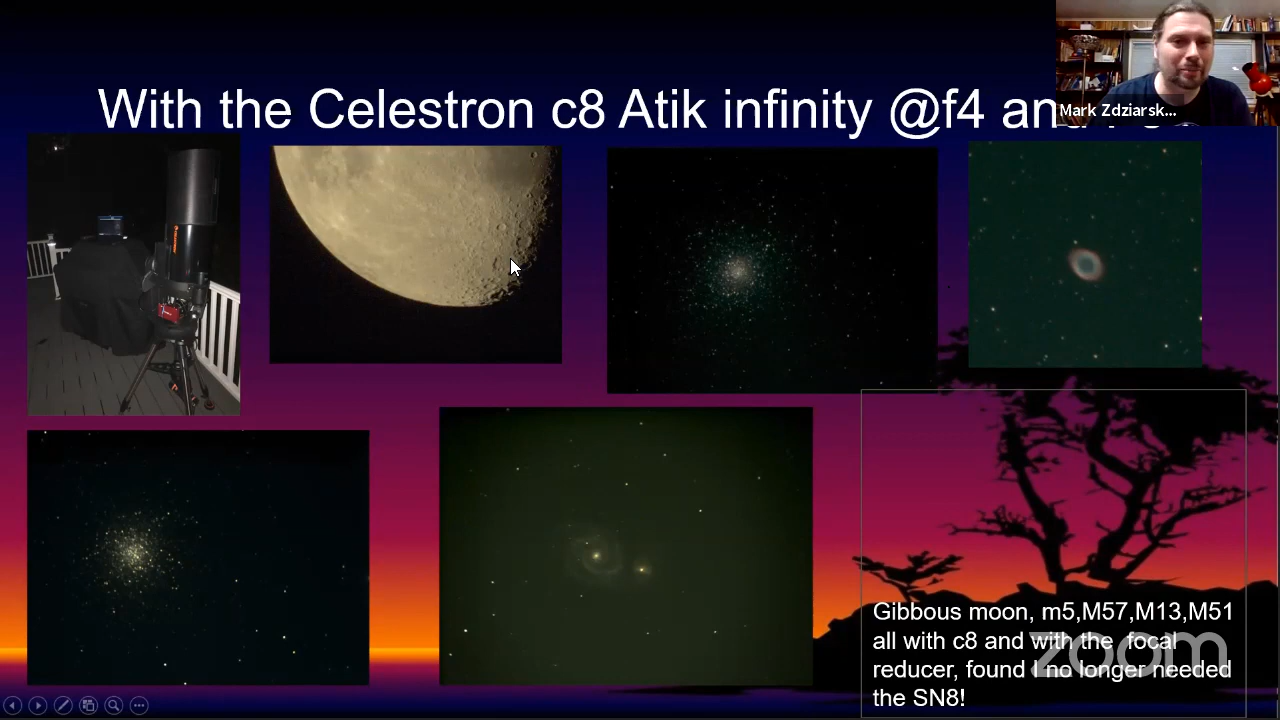 With the Celestron c8 Atik infinity @f4 and
Mark Zdziarsk...
Gibbous moon, m5,M57,M13,M51
all with c8 and with the focal
reducer, found I no longer needed
the SN8!
zoom